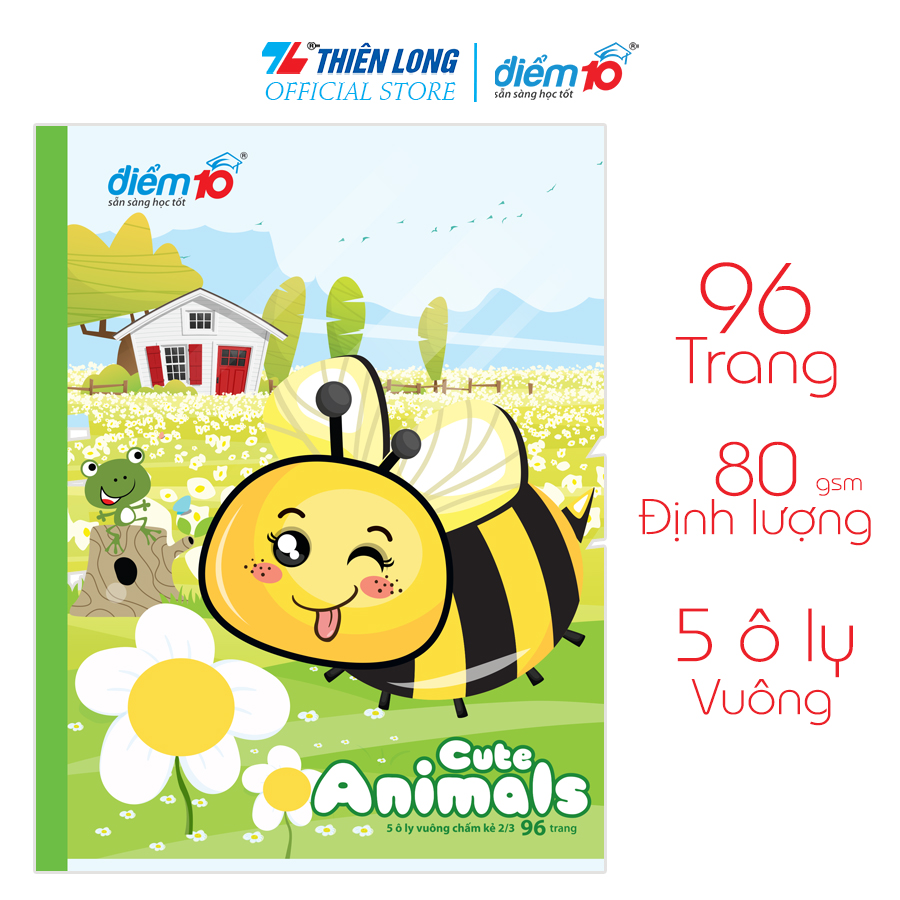 THIÊN LONG
OFFICIAL STORE
điểm 10
sẵn sàng học tốt
điểm 10
sẵn sàng học tốt
96
Trang
80 gsm
Định lượng
5 ô ly
Vuông
Cute
Animals
5 ô ly vuông chấm kẻ 2/3 96 trang